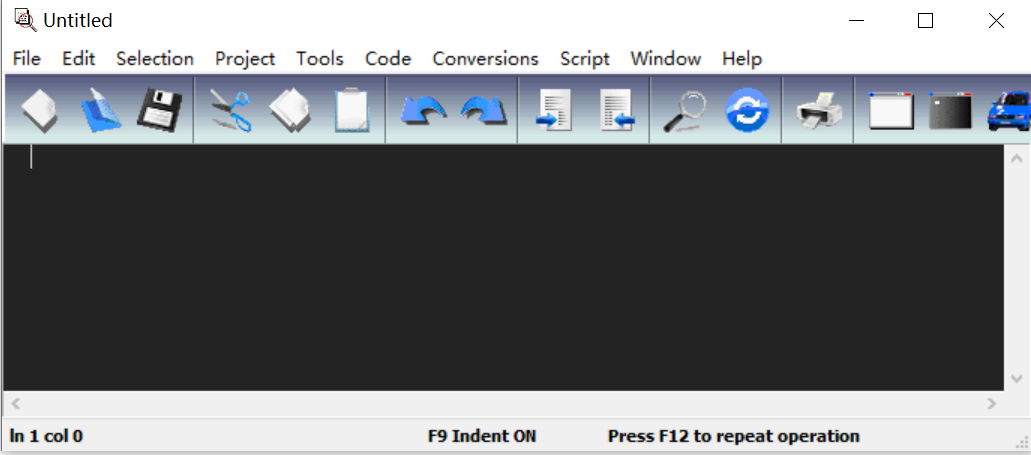 Untitled
File Edit Selection Project Tools Code Conversions Script Window Help
ln 1 col 0 F9 Indent ON Press F12 to repeat operation